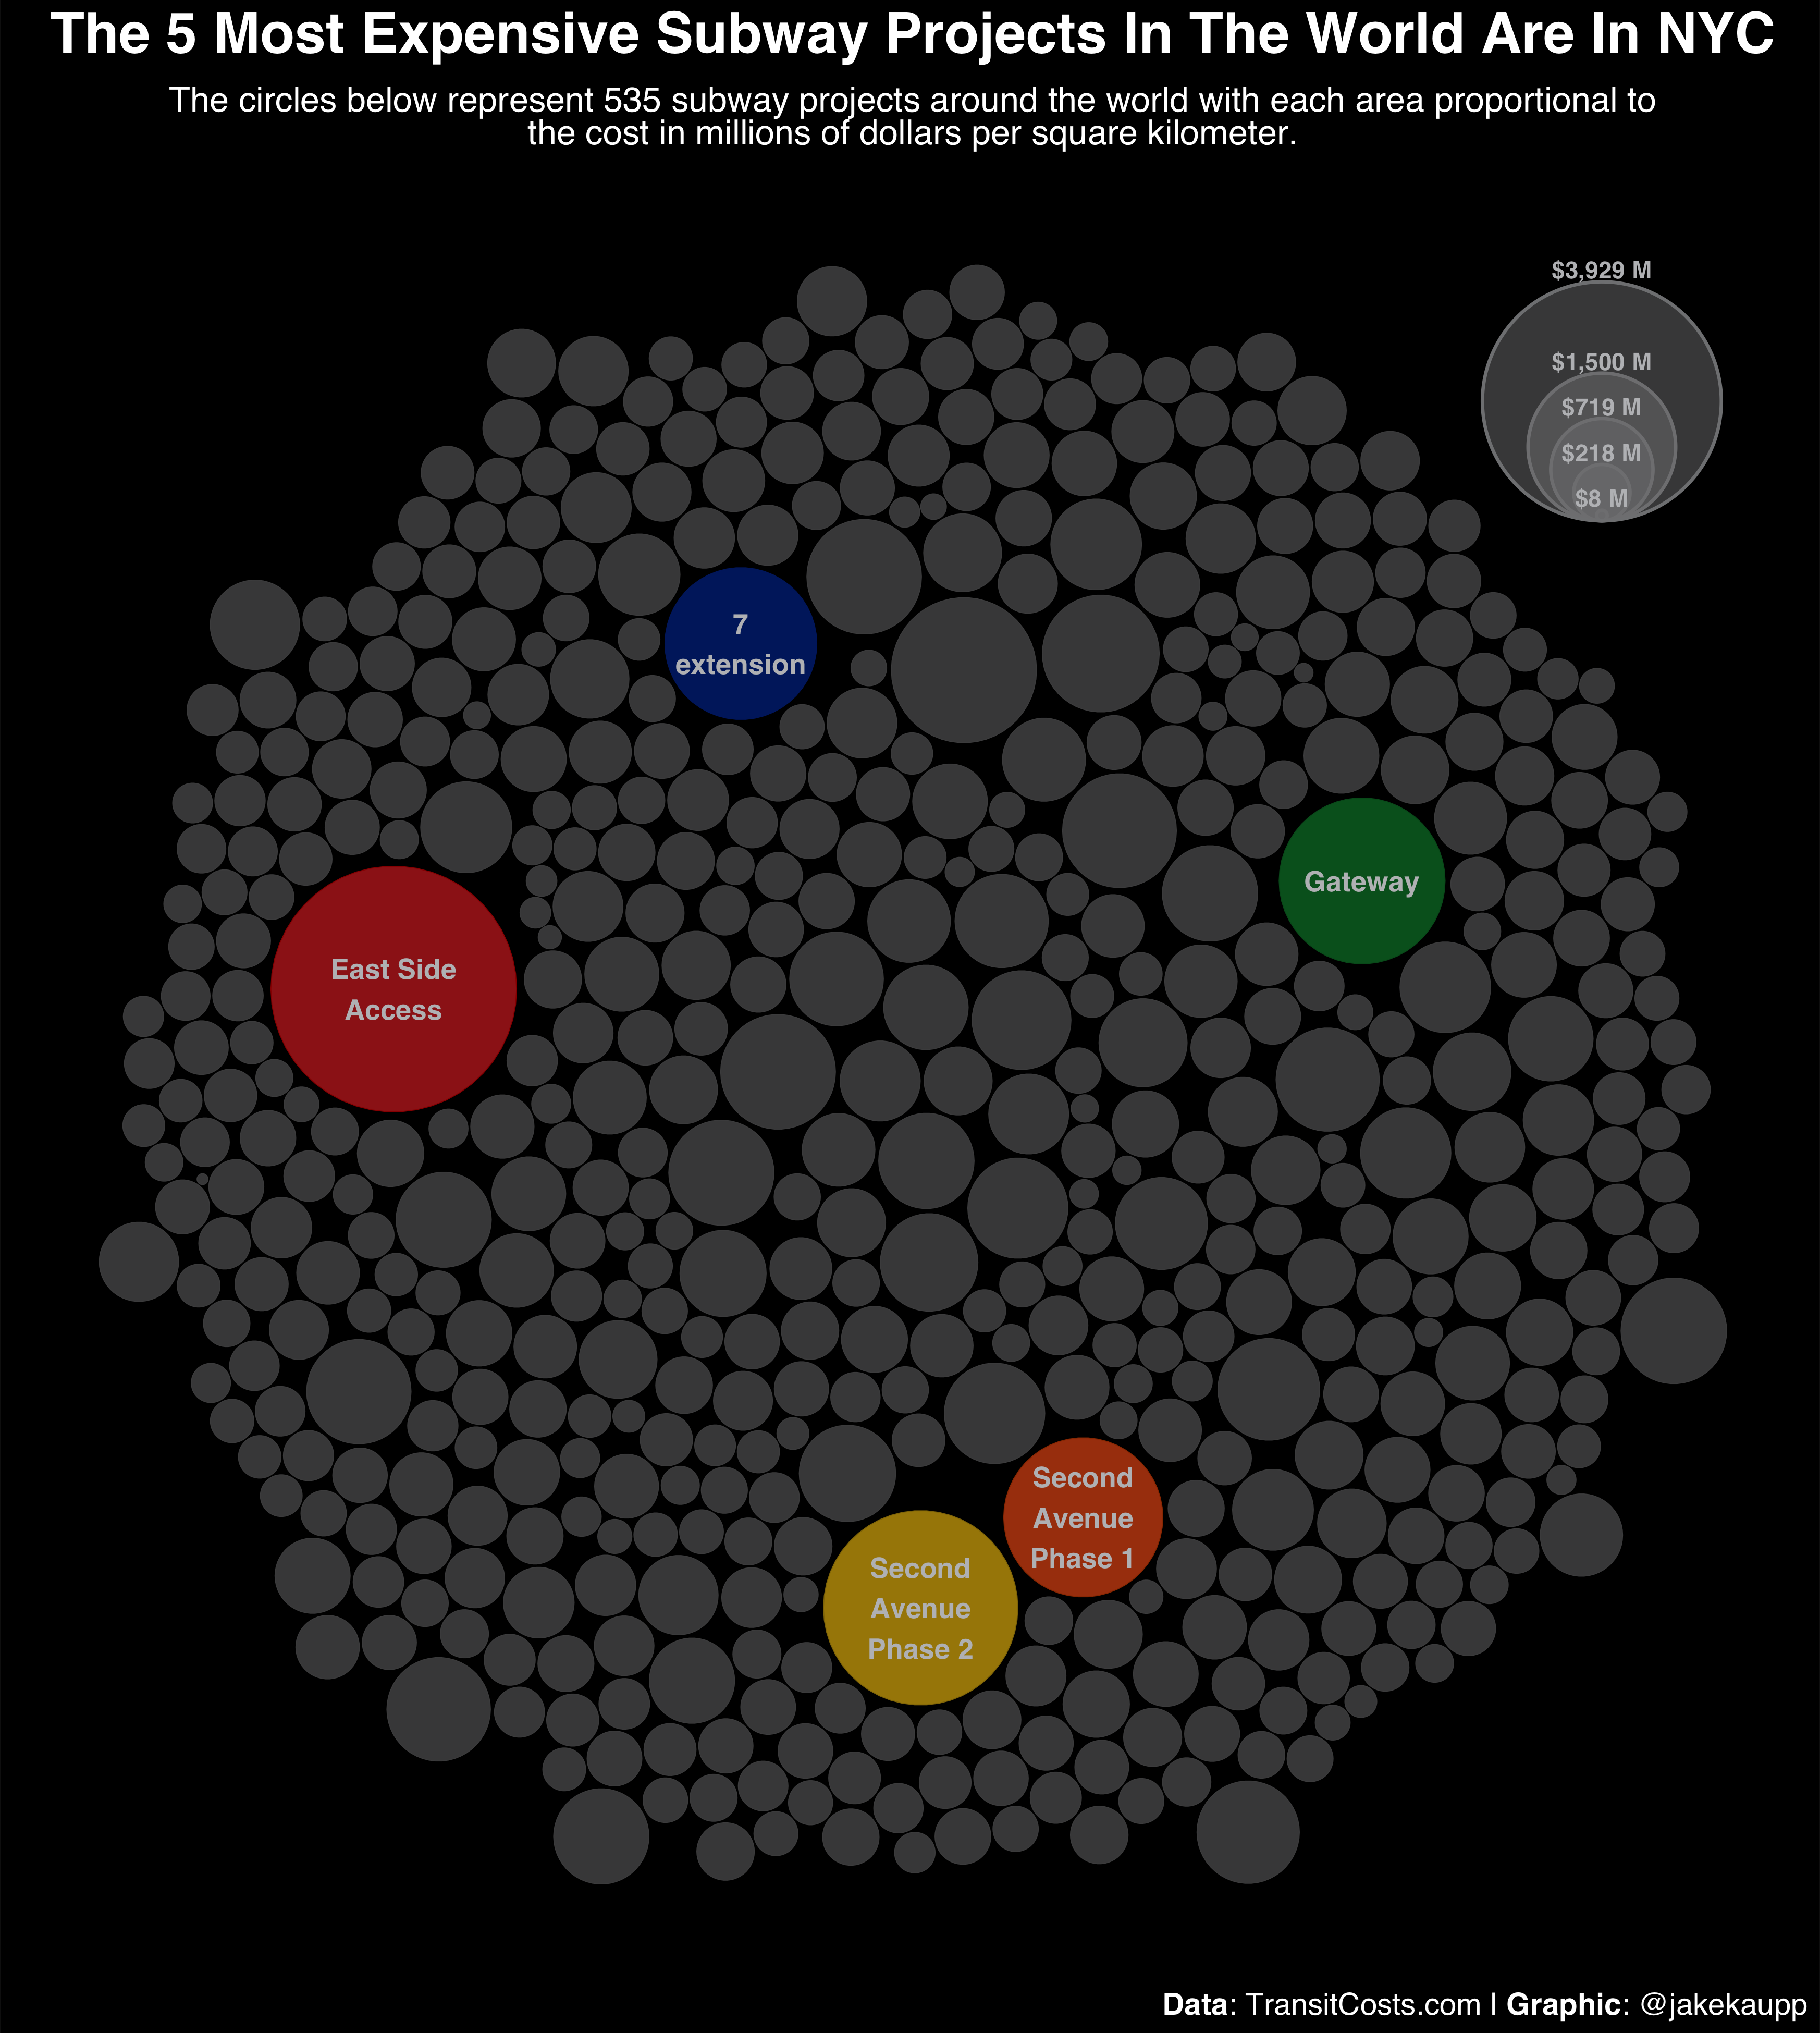 The 5 Most Expensive Subway Projects In The World Are In NYC
The circles below represent 535 subway projects around the world with each area proportional to
the cost in millions of dollars per square kilometer.
$3,929 M
$1,500 M
$719 M
$218 M
$8 M
7
extension
Gateway
East Side
Access
Second
Avenue
Phase 1
Second
Avenue
Phase 2
Data: TransitCosts.com | Graphic: @jakekaupp